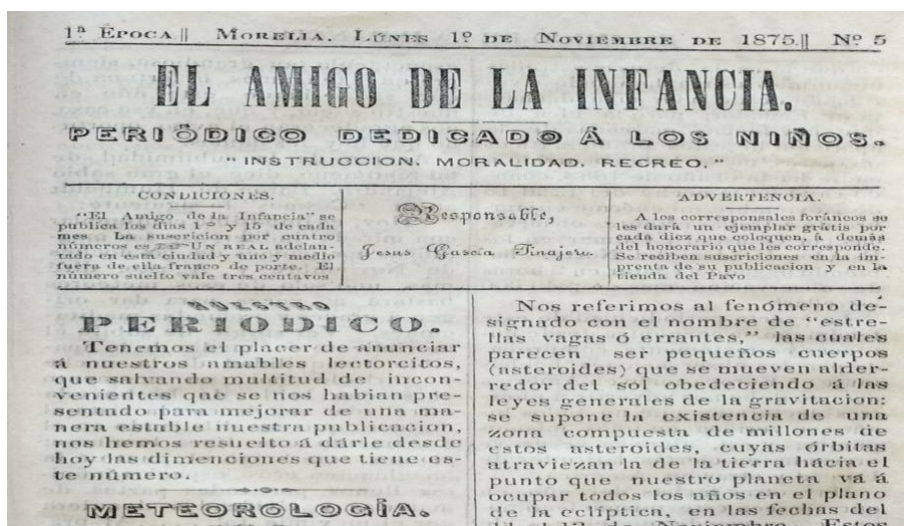 1ª ÉPOCA || MORELIA. LÚNES 1º DE NOVIEMBRE DE 1875. || Nº 5
EL AMIGO DE LA INFANCIA.
PERIÓDICO DEDICADO Á LOS NIÑOS.
"INSTRUCCION, MORALIDAD, RECREO."
CONDICIONES.
"El Amigo de la Infancia" se
publica los dias 1º y 15 de cada
mes. La suscricion por cuatro
números es UN REAL adelan-
tado en esta ciudad y uno y medio
fuera de ella franco de porte. El
número suelto vale tres centavos
Responsable,
Jesus García Tinajero.
ADVERTENCIA.
A los corresponsales foráneos se
les dará un ejemplar grátis por
cada diez que coloquen, á demás
del honorario que les corresponde.
Se reciben suscriciones en la im-
prenta de su publicacion y en la
tienda del Pavo
NUESTRO
PERIODICO.
Tenemos el placer de anunciar
á nuestros amables lectorcitos,
que salvando multitud de incon-
venientes que se nos habian pre-
sentado para mejorar de una ma-
nera estable nuestra publicacion,
nos hemos resuelto á dárle desde
hoy las dimenciones que tiene es-
te número.
METEOROLOGÍA.
Nos referimos al fenómeno de-
signado con el nombre de "estre-
llas vagas ó errantes," las cuales
parecen ser pequeños cuerpos
(asteroides) que se mueven alder-
redor del sol obedeciendo á las
leyes generales de la gravitacion:
se supone la existencia de una
zona compuesta de millones de
estos asteroides, cuyas órbitas
atraviezan la de la tierra hácia el
punto que nuestro planeta va á
ocupar todos los años en el plano
de la eclíptica, en las fechas del
de Noviembre. Estos